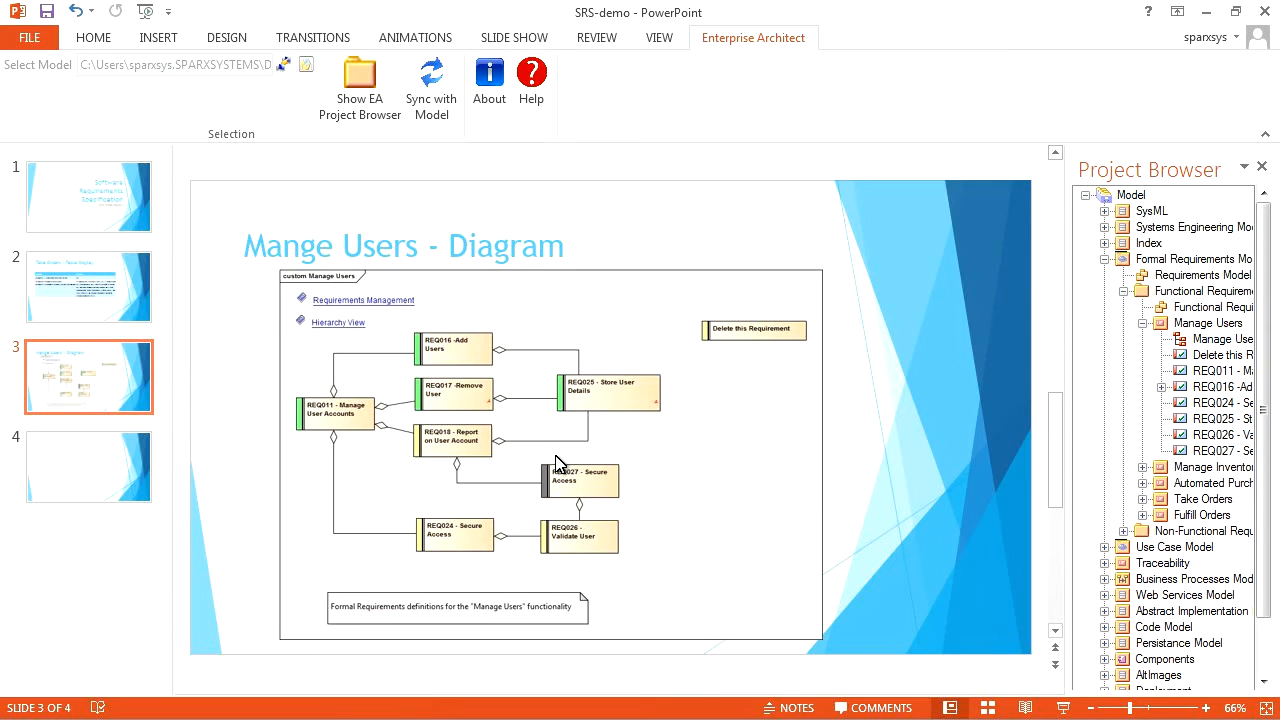 SRS-demo - PowerPoint
FILE
HOME
INSERT
DESIGN
TRANSITIONS
ANIMATIONS
SLIDE SHOW
REVIEW
VIEW
Enterprise Architect
sparxsys
Select Model
C:\Users\sparxsys.SPARXSYSTEMS\D
Show EA
Project Browser
Sync with
Model
About
Help
Selection
1
Software
Requirements
Specification
2
3
4
Mange Users - Diagram
custom Manage Users
Requirements Management
Hierarchy View
Delete this Requirement
REQ016 -Add
Users
REQ017 -Remove
User
REQ025 - Store User
Details
REQ011 - Manage
User Accounts
REQ018 - Report
on User Account
027 - Secure
Access
REQ024 - Secure
Access
REQ026 -
Validate User
Formal Requirements definitions for the "Manage Users" functionality
Project Browser
Model
SysML
Systems Engineering Mo
Index
Formal Requirements Mo
Requirements Model
Functional Requirem
Functional Requi
Manage Users
Manage Use
Delete this R
REQ011 - M
REQ016 -Ad
REQ024 - Se
REQ025 - St
REQ026 - Va
REQ027 - Se
Manage Invento
Automated Purc
Take Orders
Fulfill Orders
Non-Functional Requ
Use Case Model
Traceability
Business Processes Mod
Web Services Model
Abstract Implementation
Code Model
Persistance Model
Components
AltImages
SLIDE 3 OF 4
NOTES
COMMENTS
66%